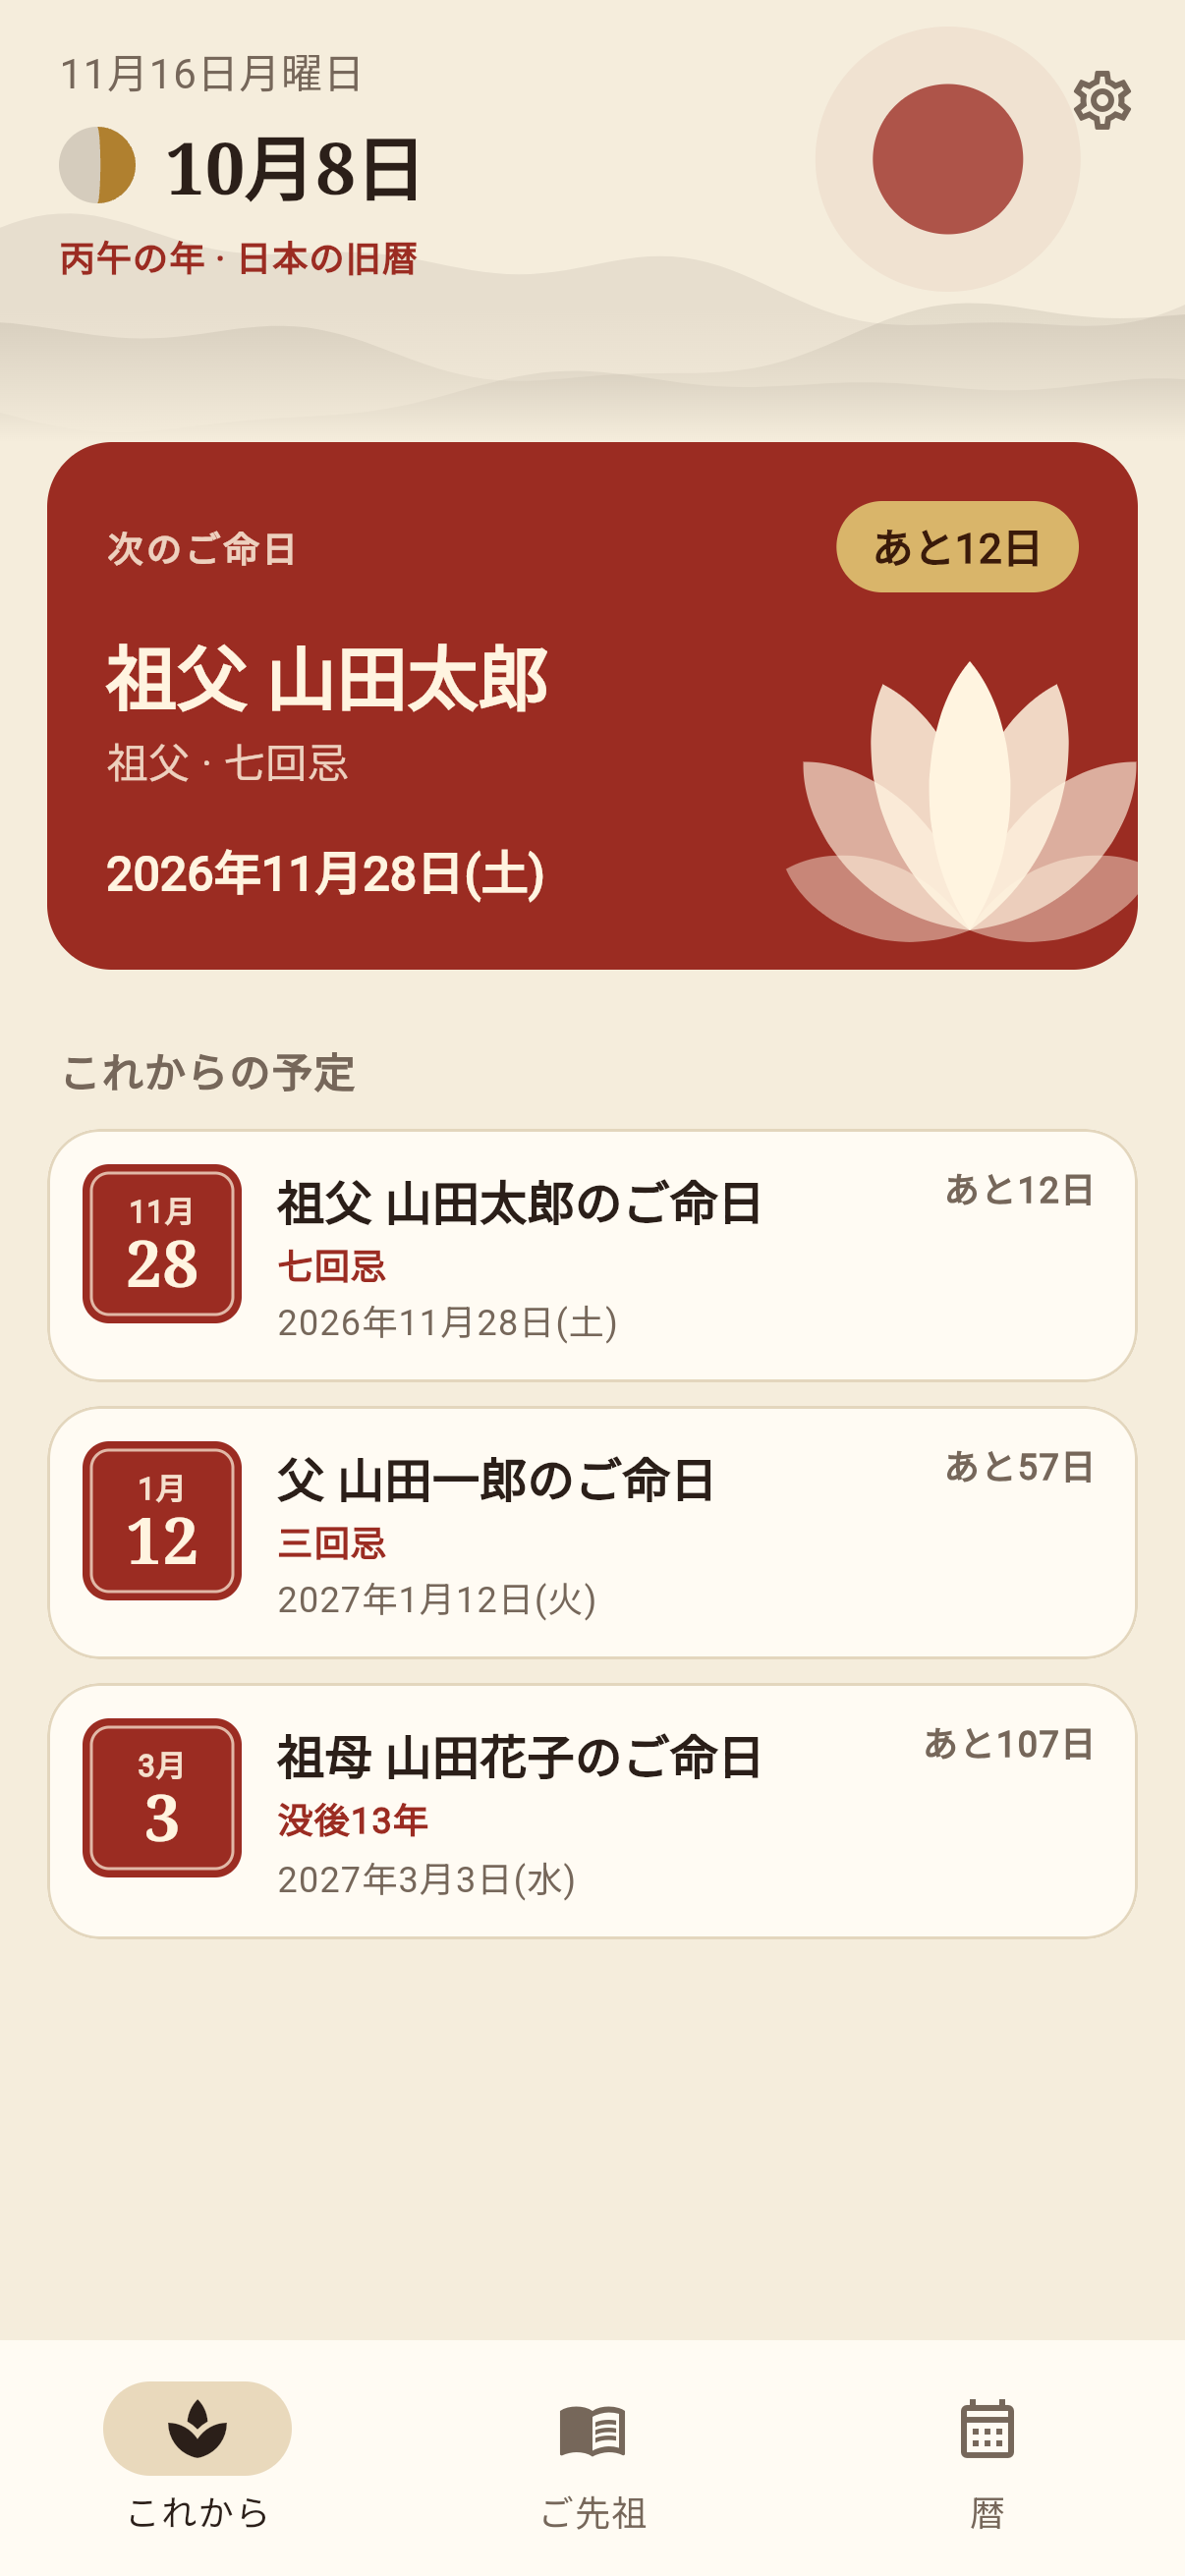 11月16日月曜日
10月8日
丙午の年 · 日本の旧暦
次のご命日
あと12日
祖父 山田太郎
祖父 · 七回忌
2026年11月28日(土)
これからの予定
11月
28
祖父 山田太郎のご命日
あと12日
七回忌
2026年11月28日(土)
1月
12
父 山田一郎のご命日
あと57日
三回忌
2027年1月12日(火)
3月
3
祖母 山田花子のご命日
あと107日
没後13年
2027年3月3日(水)
これから
ご先祖
暦